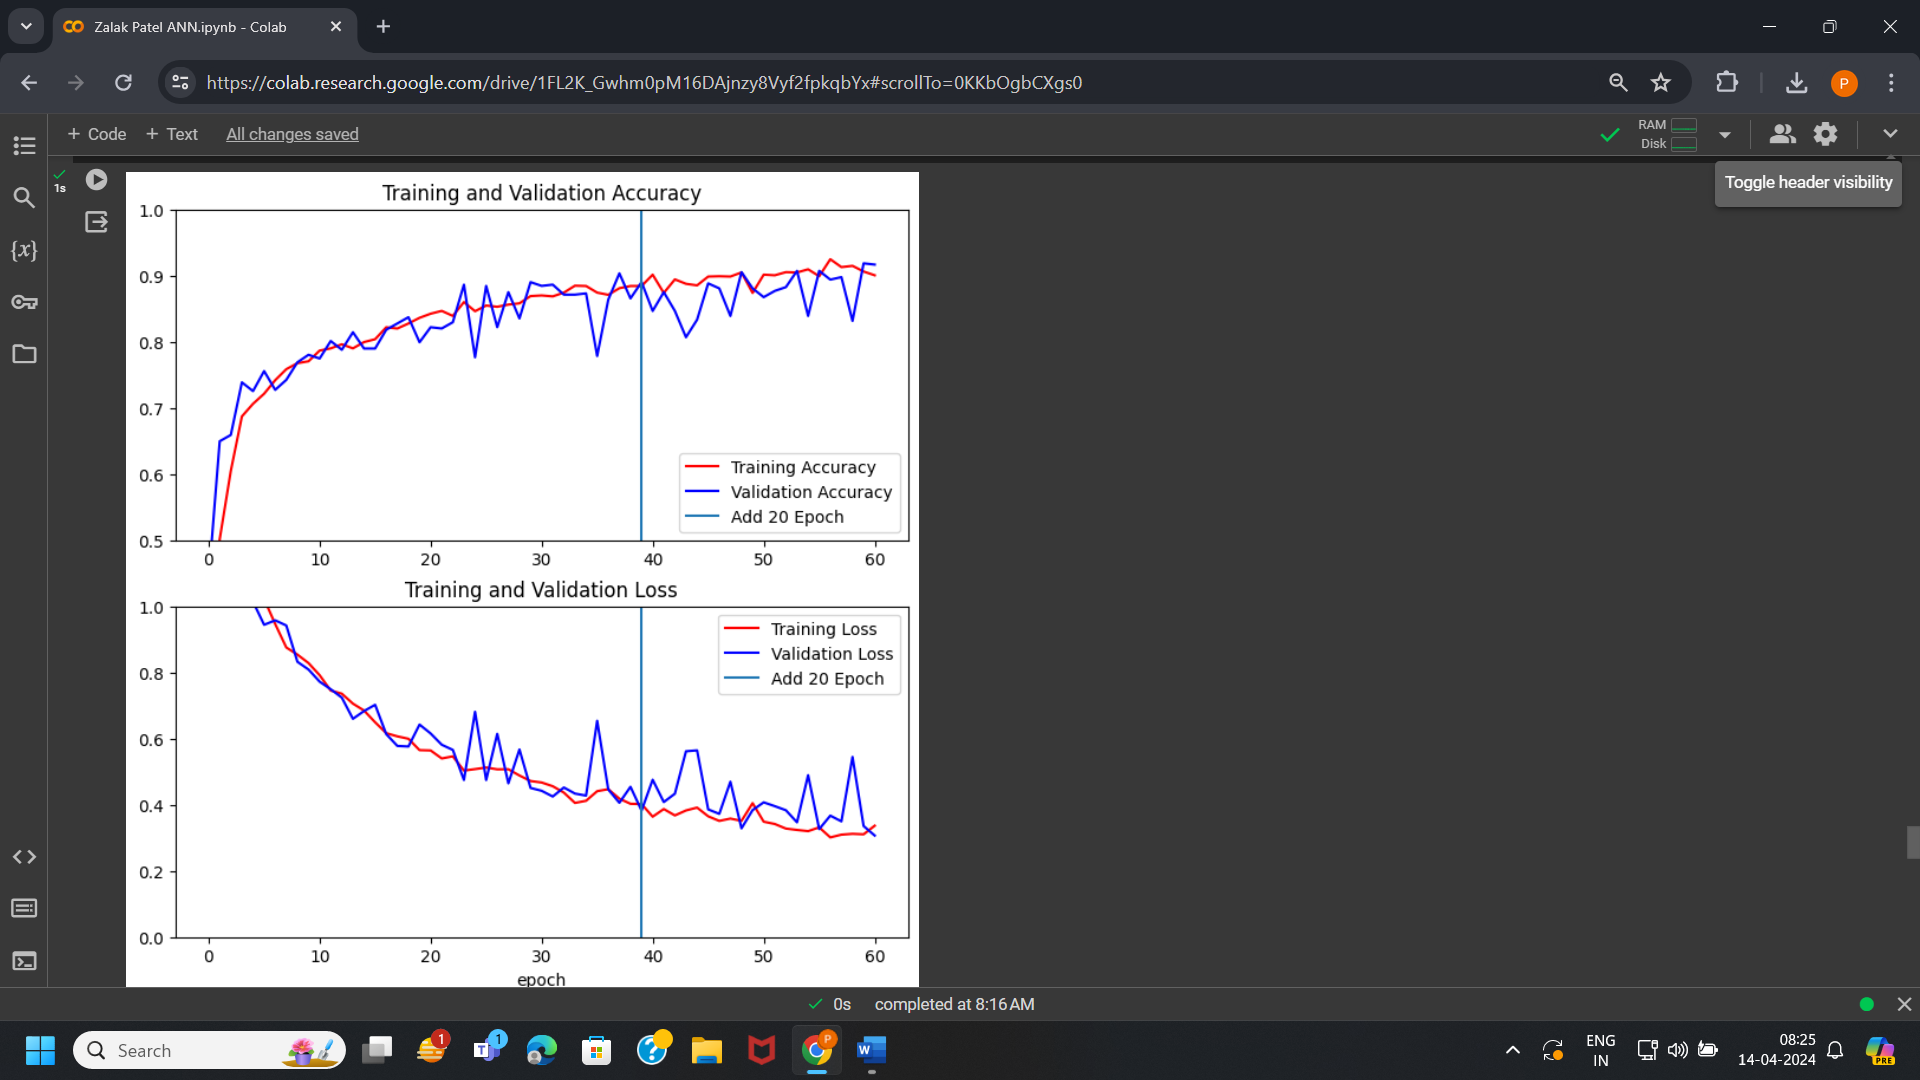 Zalak Patel ANN.ipynb - Colab
https://colab.research.google.com/drive/1FL2K_Gwhm0pM16DAjnzy8Vyf2fpkqbYx#scrollTo=0KKbOgbCXgs0
P
+ Code + Text All changes saved
RAM
Disk
Toggle header visibility
{x}
1s
Training and Validation Accuracy
1.0
0.9
0.8
0.7
0.6
0.5
Training Accuracy
Validation Accuracy
Add 20 Epoch
0 10 20 30 40 50 60
Training and Validation Loss
1.0
0.8
0.6
0.4
0.2
0.0
Training Loss
Validation Loss
Add 20 Epoch
0 10 20 30 40 50 60
epoch
0s completed at 8:16 AM
Search
1
T
1
?
P
W
ENG
IN
08:25
14-04-2024
PRE